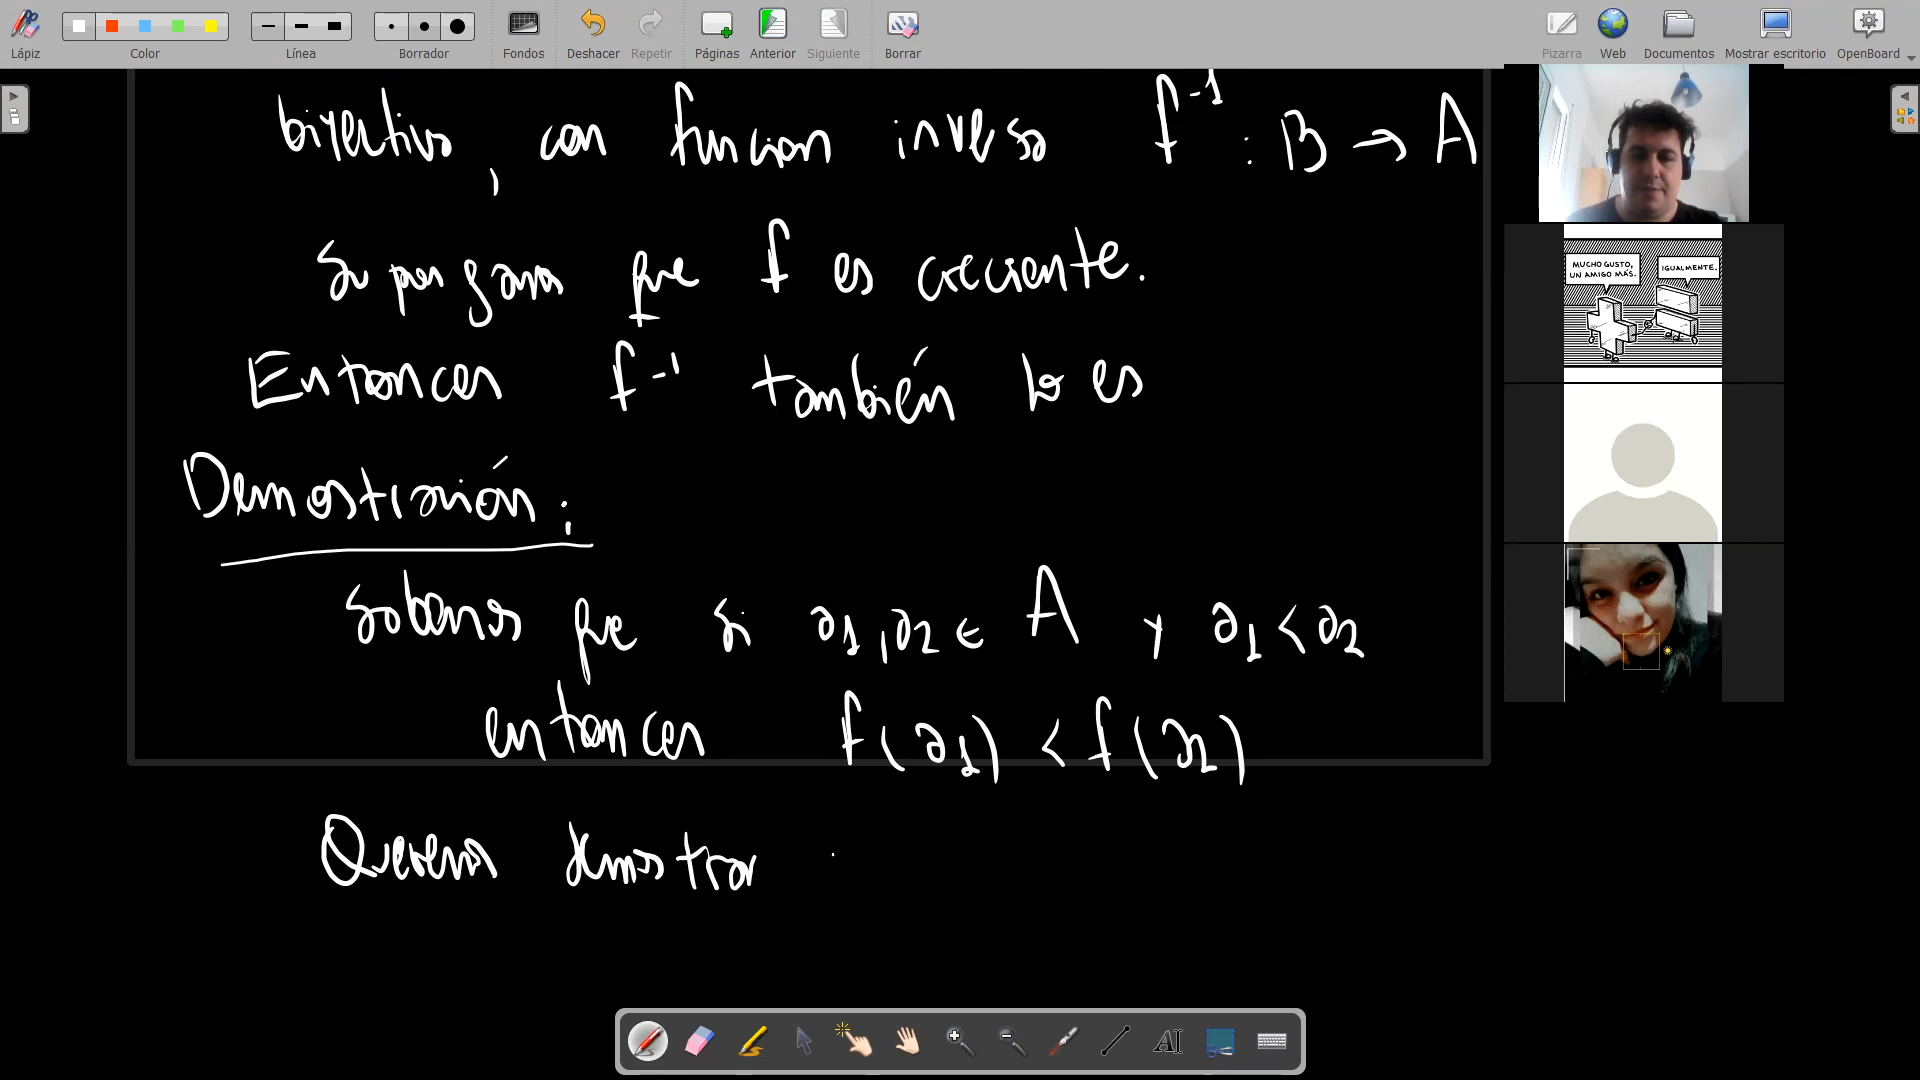 Lápiz Color Línea Borrador Fondos Deshacer Repetir Páginas Anterior Siguiente Borrar Pizarra Web Documentos Mostrar escritorio OpenBoard
biyectiva, con funcion inversa f⁻¹ : B → A
Supongamos que f es creciente.
Entonces f⁻¹ también lo es
Demostración:
Sabemos que si a1, a2 ∈ A y a1 < a2
entonces f(a1) < f(a2)
Queremos demostrar
MUCHO GUSTO,
UN AMIGO MÁS.
IGUALMENTE.